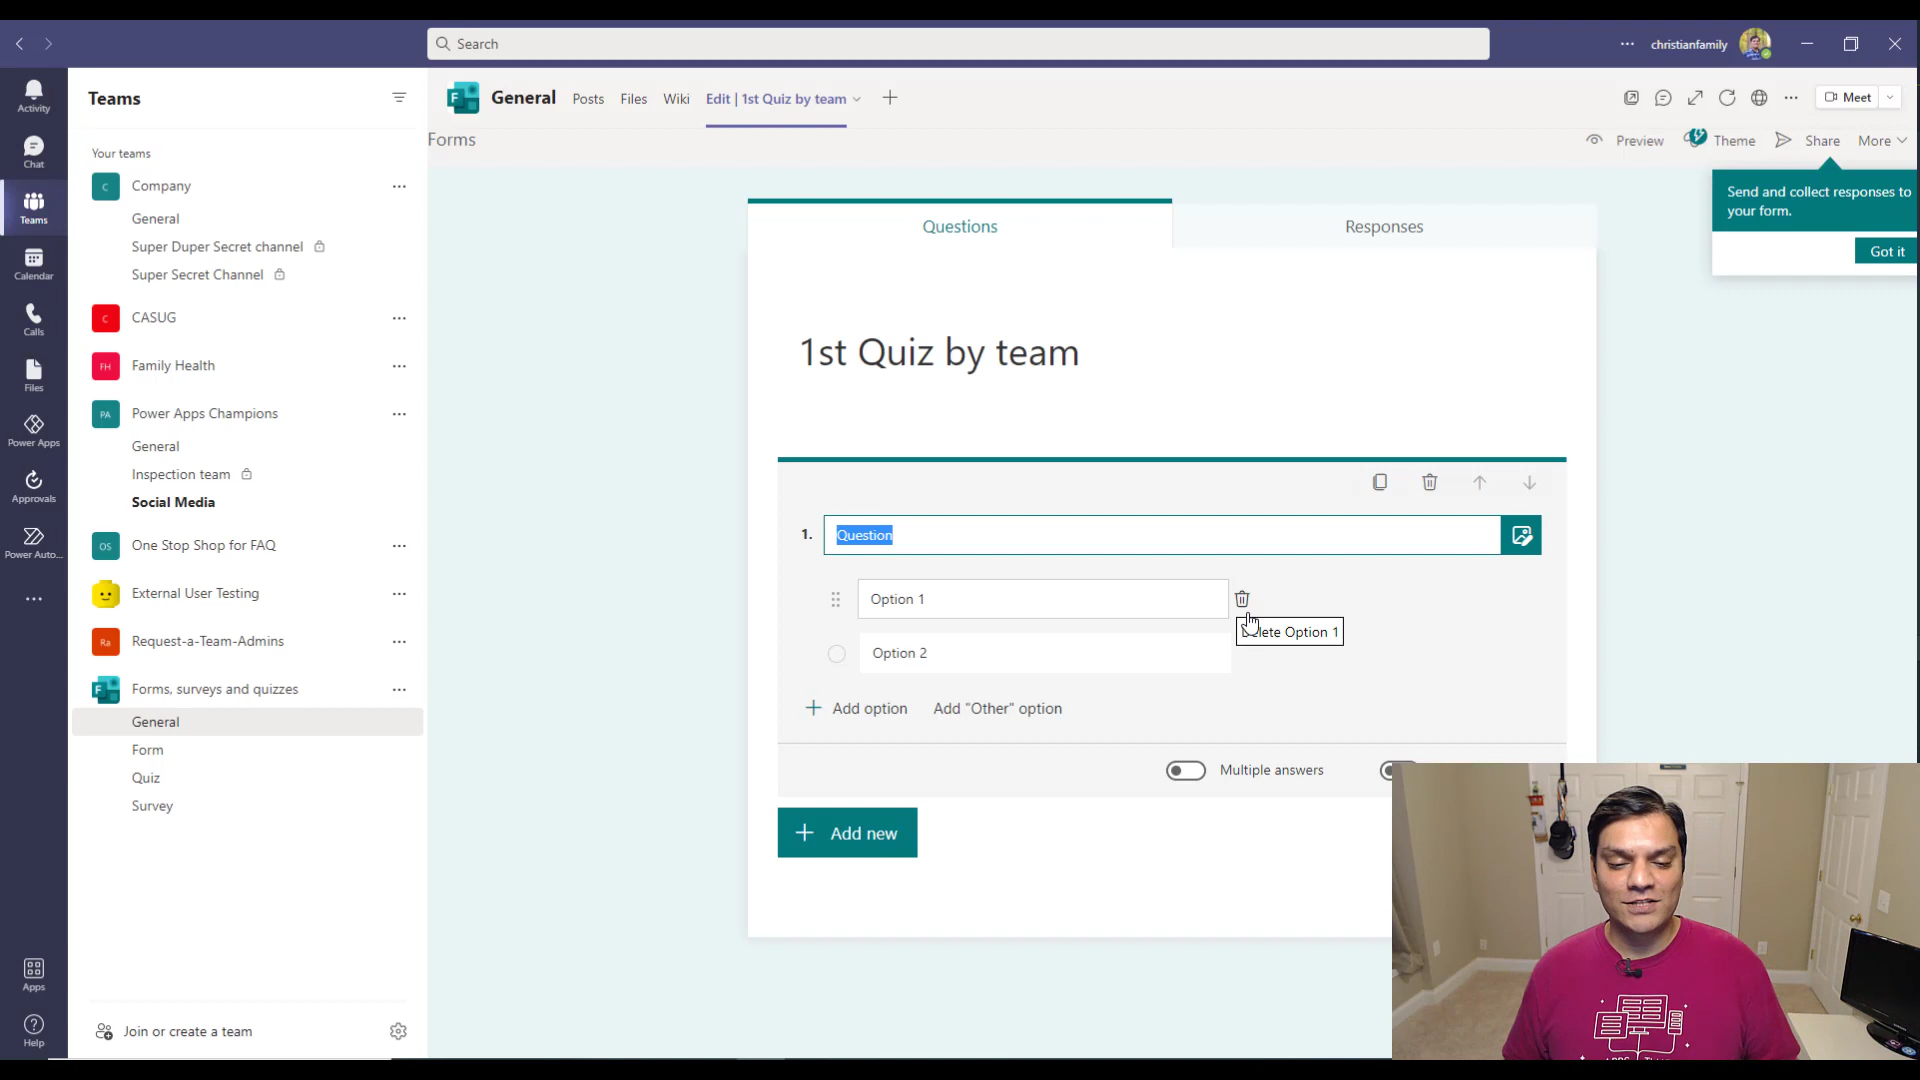 Search
christianfamily
Activity
Chat
Teams
Calendar
Calls
Files
Power Apps
Approvals
Power Auto...
Apps
Help
Teams
Your teams
C Company
General
Super Duper Secret channel
Super Secret Channel
C CASUG
FH Family Health
PA Power Apps Champions
General
Inspection team
Social Media
OS One Stop Shop for FAQ
External User Testing
Ra Request-a-Team-Admins
F Forms, surveys and quizzes
General
Form
Quiz
Survey
Join or create a team
F General Posts Files Wiki Edit | 1st Quiz by team
Meet
Forms
Preview Theme Share More
Send and collect responses to
your form.
Got it
Questions Responses
1st Quiz by team
1. Question
Option 1
Delete Option 1
Option 2
Add option Add "Other" option
Multiple answers
Add new